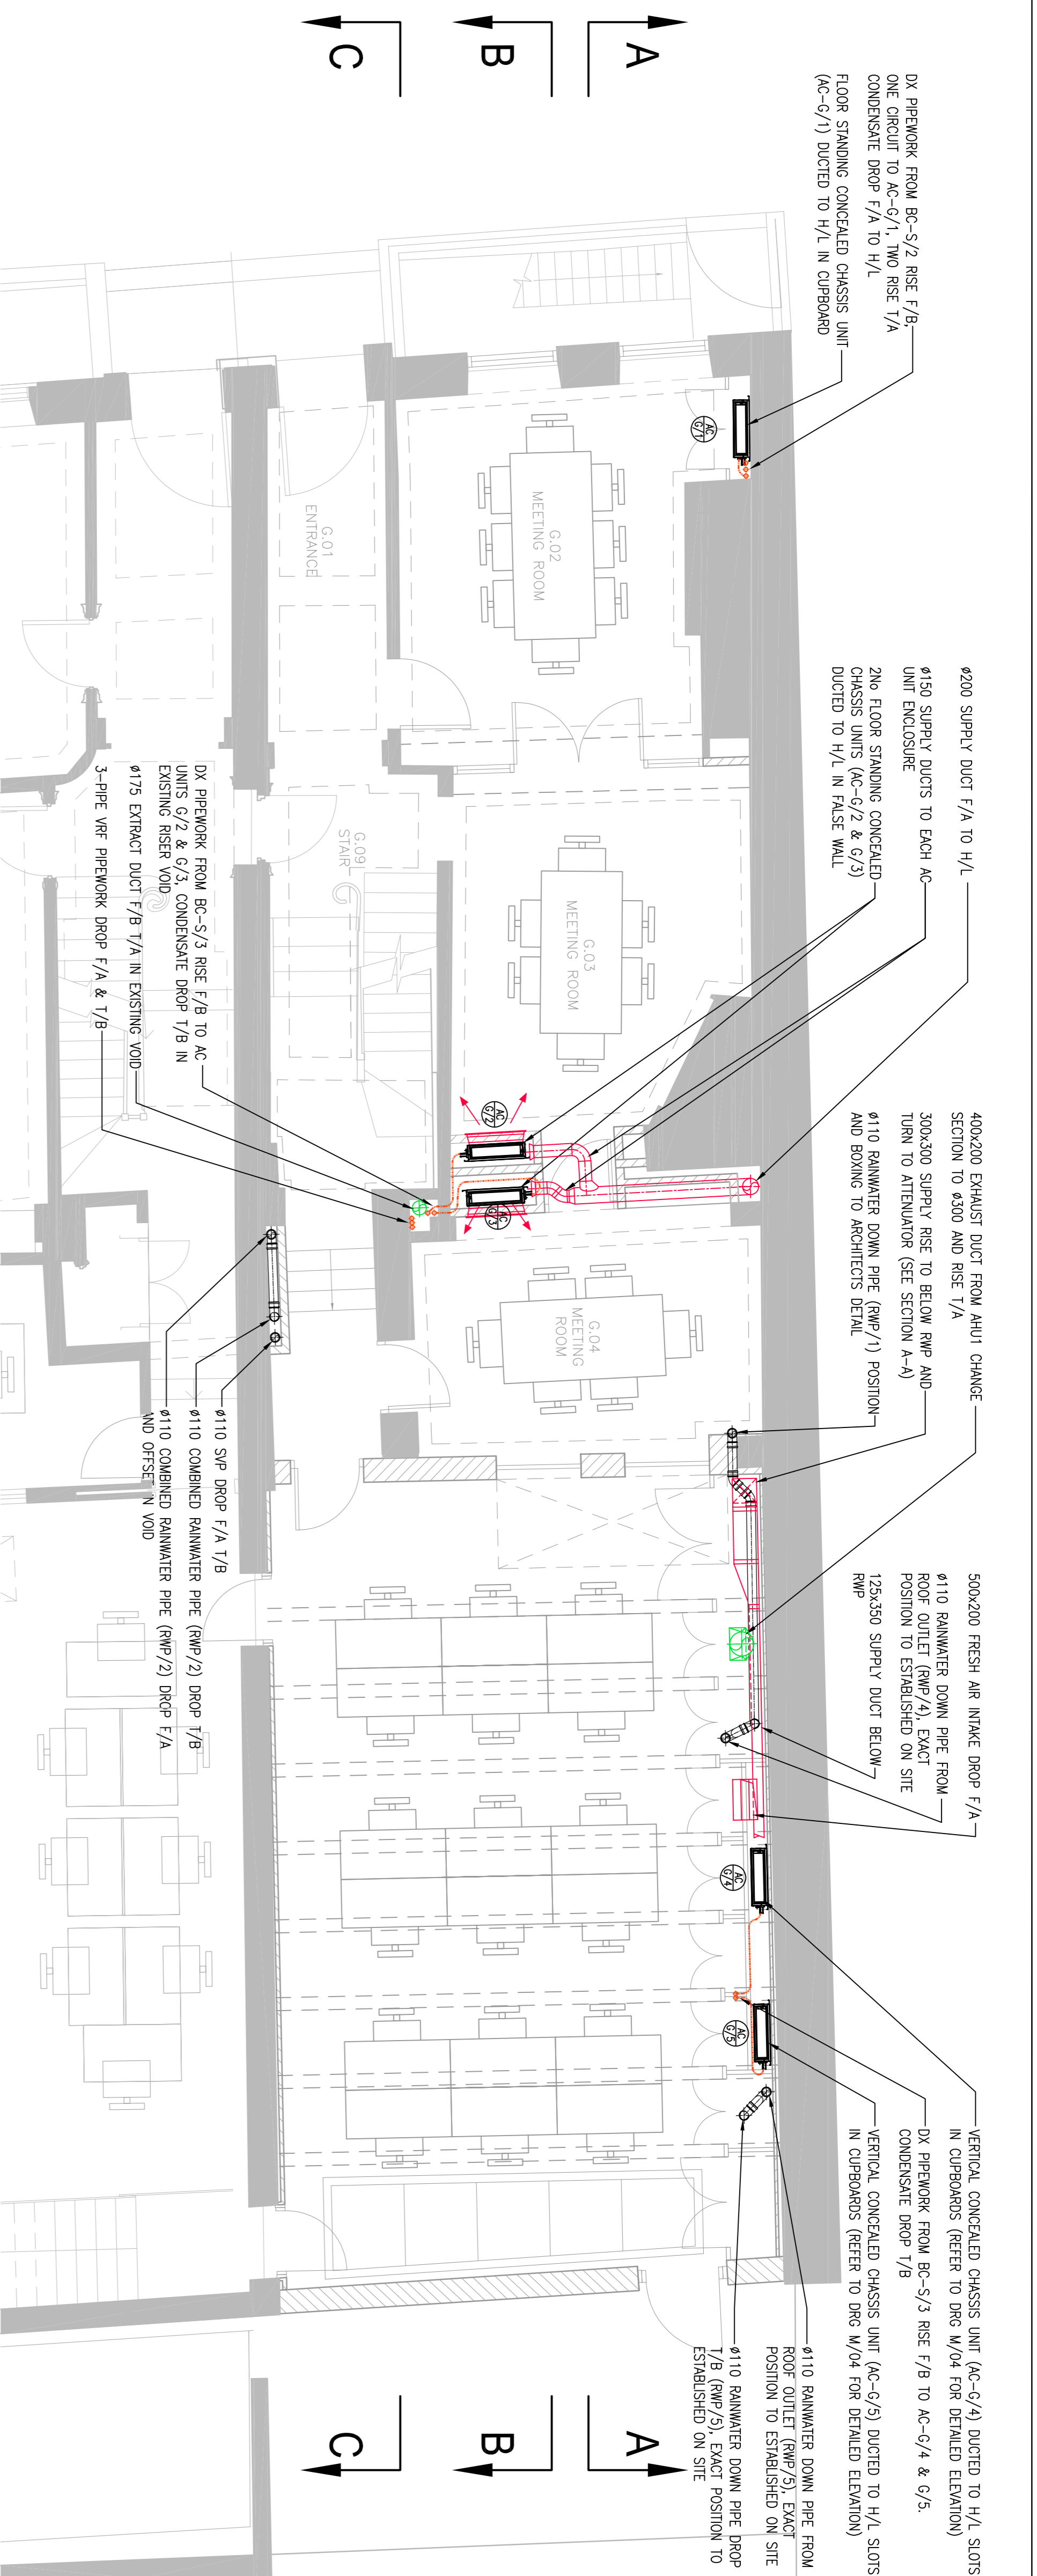 DX PIPEWORK FROM BC-S/2 RISE F/B,
ONE CIRCUIT TO AC-G/1, TWO RISE T/A
CONDENSATE DROP F/A TO H/L
FLOOR STANDING CONCEALED CHASSIS UNIT
(AC-G/1) DUCTED TO H/L IN CUPBOARD
Ø200 SUPPLY DUCT F/A TO H/L
Ø150 SUPPLY DUCTS TO EACH AC
UNIT ENCLOSURE
2No FLOOR STANDING CONCEALED
CHASSIS UNITS (AC-G/2 & G/3)
DUCTED TO H/L IN FALSE WALL
400x200 EXHAUST DUCT FROM AHU1 CHANGE
SECTION TO Ø300 AND RISE T/A
300x300 SUPPLY RISE TO BELOW RWP AND
TURN TO ATTENUATOR (SEE SECTION A-A)
Ø110 RAINWATER DOWN PIPE (RWP/1) POSITION
AND BOXING TO ARCHITECTS DETAIL
500x200 FRESH AIR INTAKE DROP F/A
Ø110 RAINWATER DOWN PIPE FROM
ROOF OUTLET (RWP/4), EXACT
POSITION TO ESTABLISHED ON SITE
125x350 SUPPLY DUCT BELOW
RWP
VERTICAL CONCEALED CHASSIS UNIT (AC-G/4) DUCTED TO H/L SLOTS
IN CUPBOARDS (REFER TO DRG M/04 FOR DETAILED ELEVATION)
DX PIPEWORK FROM BC-S/3 RISE F/B TO AC-G/4 & G/5.
CONDENSATE DROP T/B
VERTICAL CONCEALED CHASSIS UNIT (AC-G/5) DUCTED TO H/L SLOTS
IN CUPBOARDS (REFER TO DRG M/04 FOR DETAILED ELEVATION)
Ø110 RAINWATER DOWN PIPE FROM
ROOF OUTLET (RWP/5), EXACT
POSITION TO ESTABLISHED ON SITE
Ø110 RAINWATER DOWN PIPE DROP
T/B (RWP/5), EXACT POSITION TO
ESTABLISHED ON SITE
A
B
C
A
B
C
AC
G/1
AC
G/2
AC
G/3
AC
G/4
AC
G/5
G.02
MEETING ROOM
G.03
MEETING ROOM
G.04
MEETING
ROOM
G.01
ENTRANCE
G.09
STAIR
DX PIPEWORK FROM BC-S/3 RISE F/B TO AC
UNITS G/2 & G/3, CONDENSATE DROP T/B IN
EXISTING RISER VOID
Ø175 EXTRACT DUCT F/B T/A IN EXISTING VOID
3-PIPE VRF PIPEWORK DROP F/A & T/B
Ø110 SVP DROP F/A T/B
Ø110 COMBINED RAINWATER PIPE (RWP/2) DROP T/B
Ø110 COMBINED RAINWATER PIPE (RWP/2) DROP F/A
AND OFFSET IN VOID